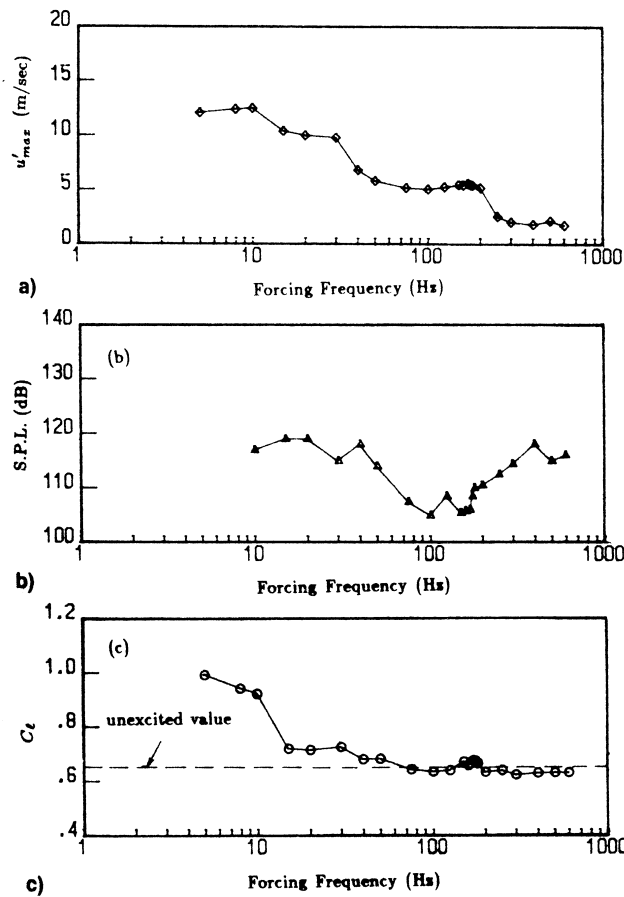 20
15
10
5
0
u'max (m/sec)
1 10 100 1000
a)
Forcing Frequency (Hz)
140
130
120
110
100
S.P.L. (dB)
(b)
1 10 100 1000
b)
Forcing Frequency (Hz)
1.2
1.0
.8
.6
.4
Cℓ
(c)
unexcited value
1 10 100 1000
c)
Forcing Frequency (Hz)